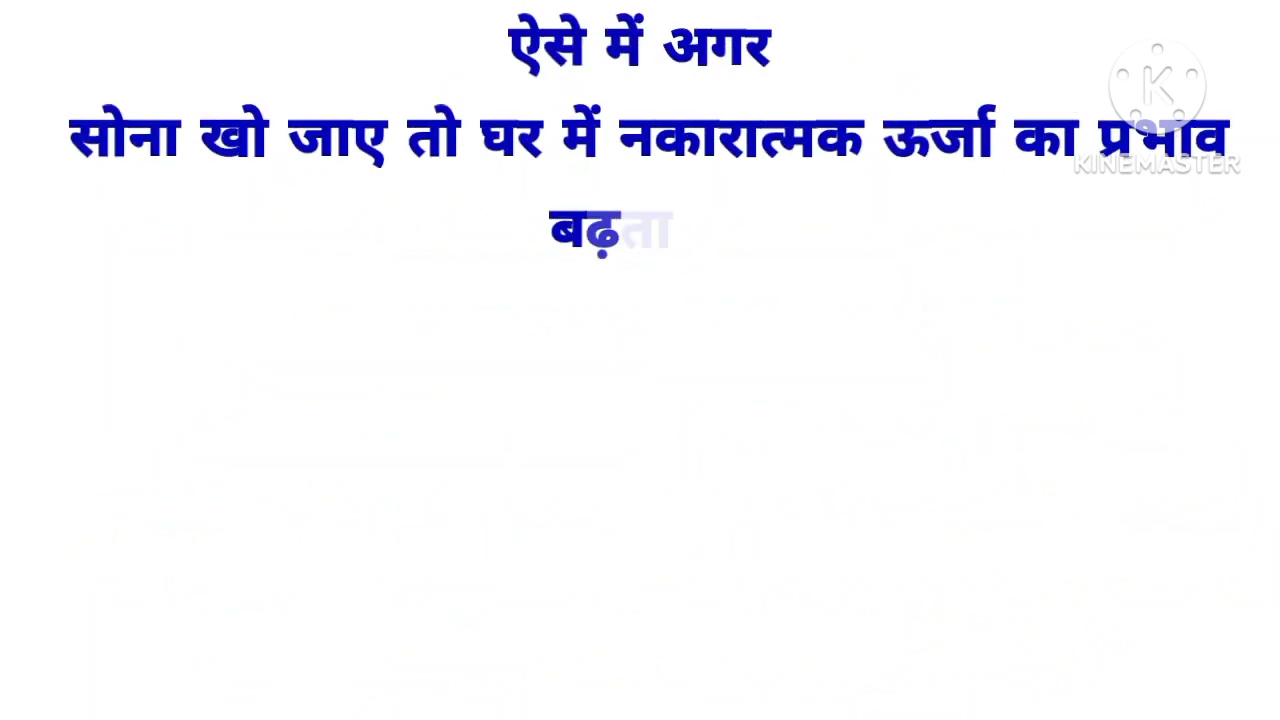 ऐसे में अगर
सोना खो जाए तो घर में नकारात्मक ऊर्जा का प्रभाव
बढ़ता
KINEMASTER